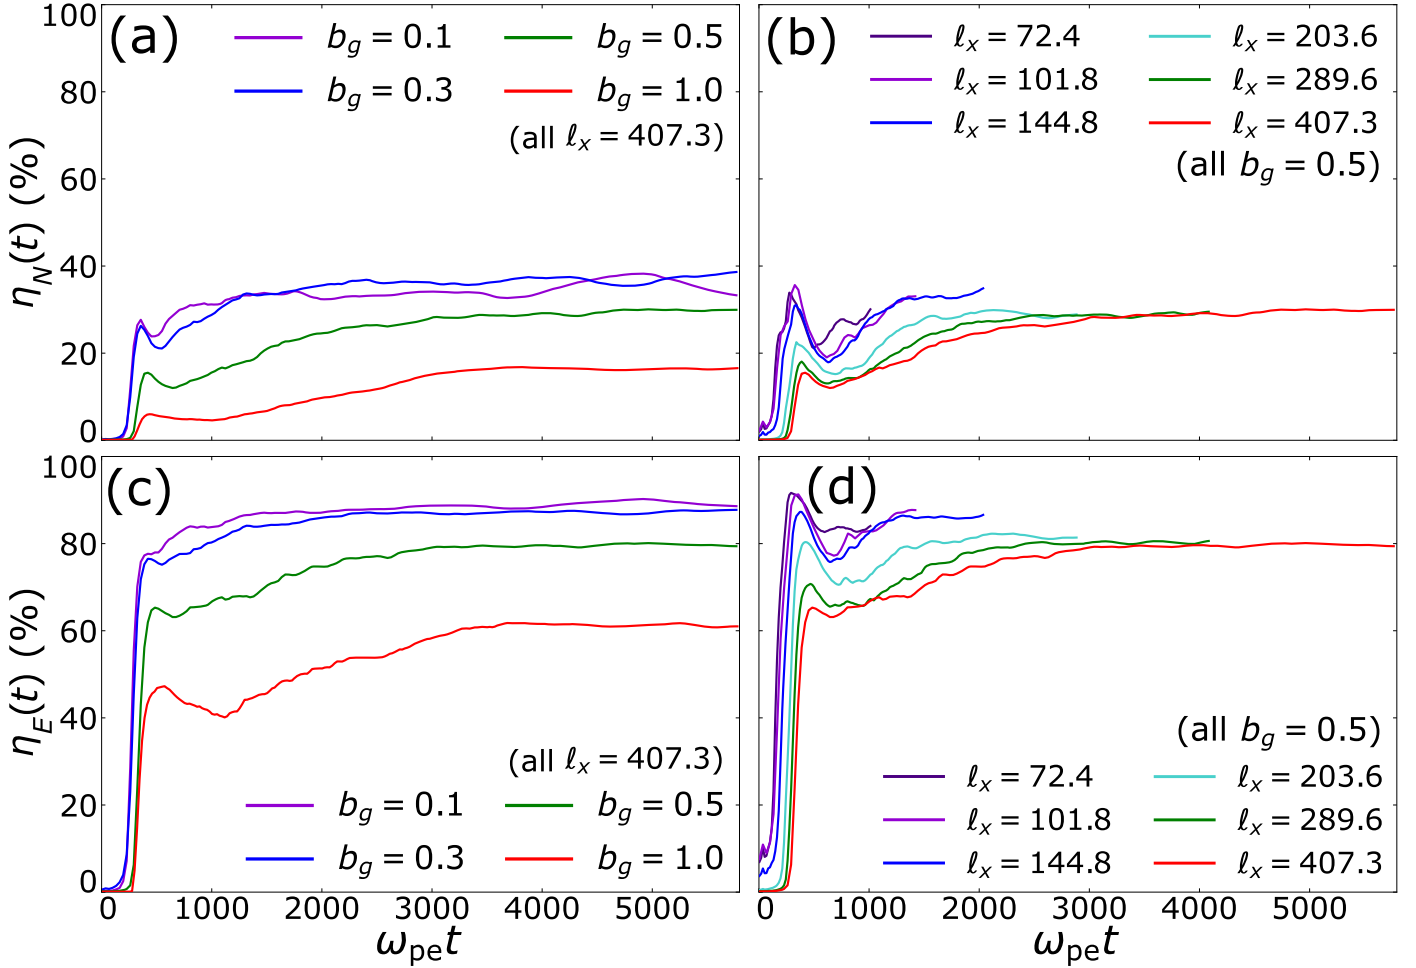 (a)
b_g = 0.1 b_g = 0.5
b_g = 0.3 b_g = 1.0
(all ℓ_x = 407.3)
100
80
60
40
20
0
η_N(t) (%)
(b)
ℓ_x = 72.4 ℓ_x = 203.6
ℓ_x = 101.8 ℓ_x = 289.6
ℓ_x = 144.8 ℓ_x = 407.3
(all b_g = 0.5)
(c)
100
80
60
40
20
0
η_E(t) (%)
(all ℓ_x = 407.3)
b_g = 0.1 b_g = 0.5
b_g = 0.3 b_g = 1.0
0 1000 2000 3000 4000 5000
ω_pe t
(d)
(all b_g = 0.5)
ℓ_x = 72.4 ℓ_x = 203.6
ℓ_x = 101.8 ℓ_x = 289.6
ℓ_x = 144.8 ℓ_x = 407.3
0 1000 2000 3000 4000 5000
ω_pe t